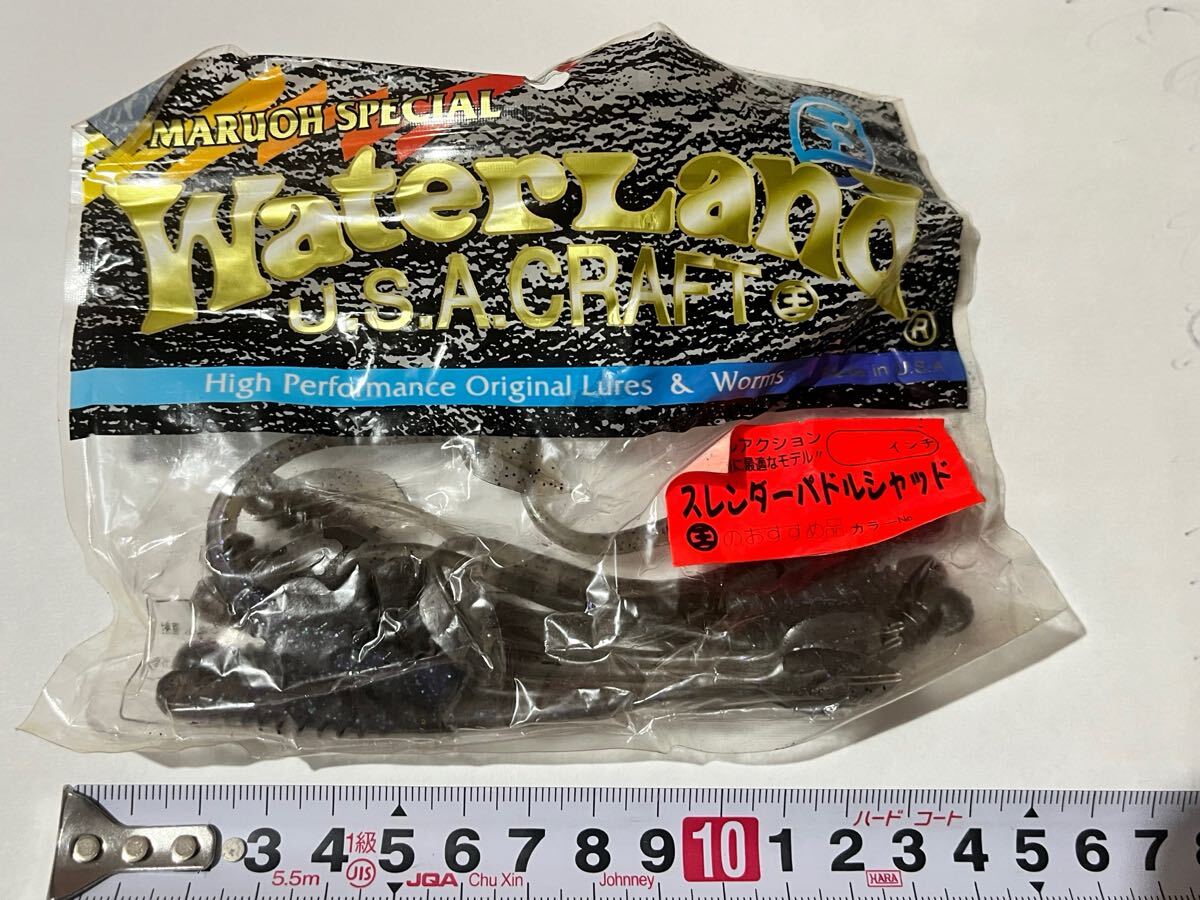 MARUOH SPECIAL
WaterLand
U.S.A.CRAFT 王
®
High Performance Original Lures & Worms Made in U.S.A
アクション
に最適なモデル!!
インチ
スレンダーパドルシャッド
王のおすすめ品 カラーNo
3 4 5 6 7 8 9 10 1 2 3 4 5 6 7 8
1級
ハード コート
5.5m JIS JQA Chu Xin Johnney HARA